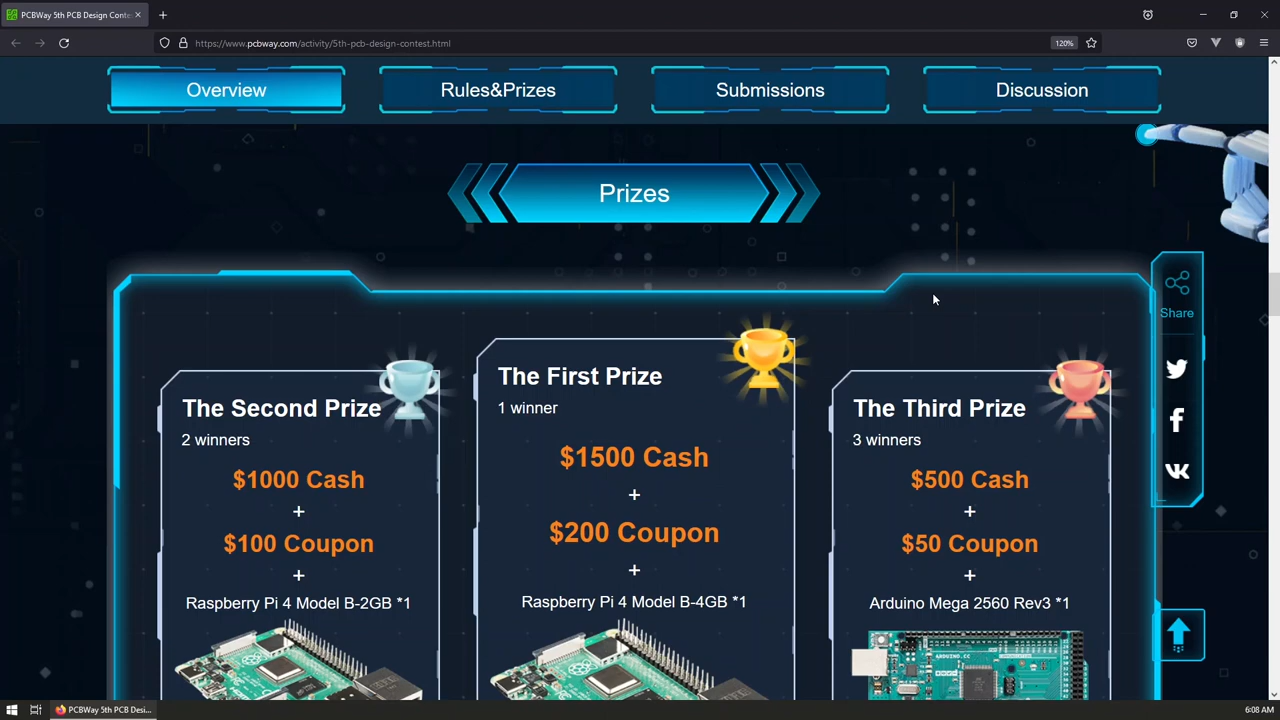 PCBWay 5th PCB Design Conte
https://www.pcbway.com/activity/5th-pcb-design-contest.html
120%
Overview
Rules&Prizes
Submissions
Discussion
Prizes
Share
The Second Prize
2 winners
$1000 Cash
+
$100 Coupon
+
Raspberry Pi 4 Model B-2GB *1
The First Prize
1 winner
$1500 Cash
+
$200 Coupon
+
Raspberry Pi 4 Model B-4GB *1
The Third Prize
3 winners
$500 Cash
+
$50 Coupon
+
Arduino Mega 2560 Rev3 *1
ARDUINO.CC
PCBWay 5th PCB Desi...
6:08 AM